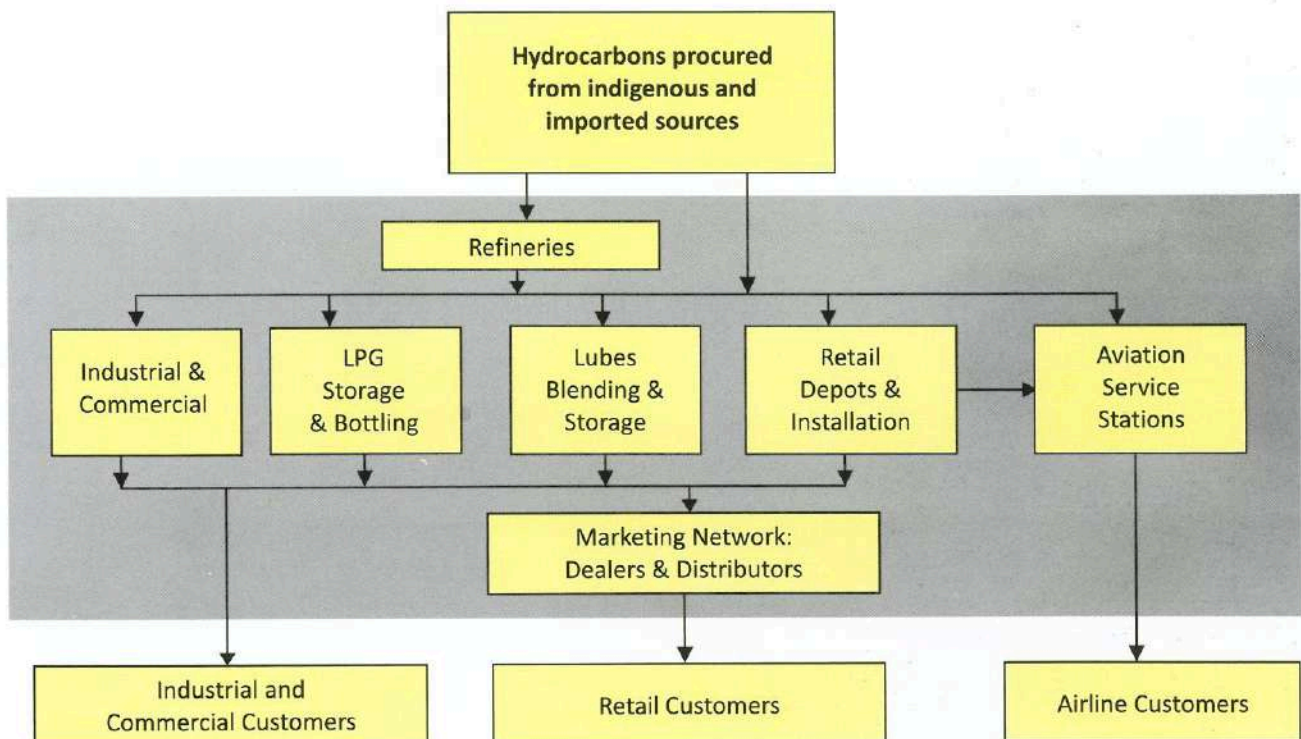 Hydrocarbons procured
from indigenous and
imported sources
Refineries
Industrial &
Commercial
LPG
Storage
& Bottling
Lubes
Blending &
Storage
Retail
Depots &
Installation
Aviation
Service
Stations
Marketing Network:
Dealers & Distributors
Industrial and
Commercial Customers
Retail Customers
Airline Customers